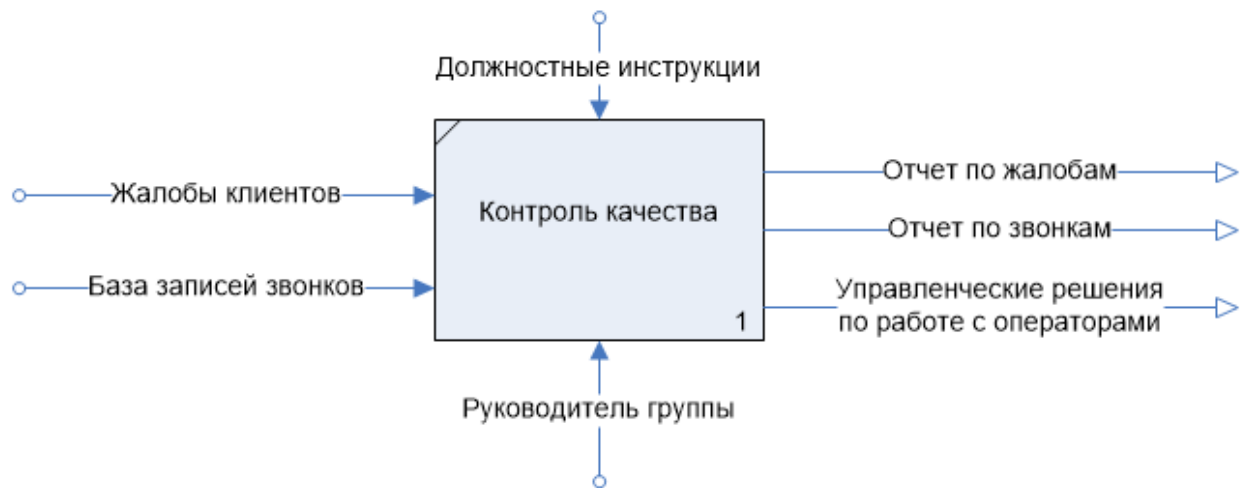 Должностные инструкции
Жалобы клиентов
База записей звонков
Контроль качества
1
Отчет по жалобам
Отчет по звонкам
Управленческие решения
по работе с операторами
Руководитель группы